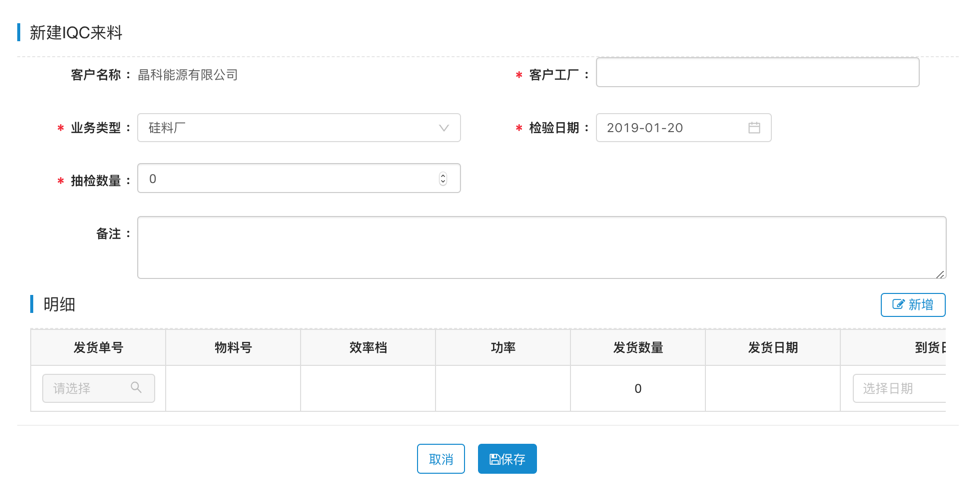 新建IQC来料
客户名称： 晶科能源有限公司
* 客户工厂：
* 业务类型： 硅料厂
* 检验日期： 2019-01-20
* 抽检数量： 0
备注：
明细
新增
发货单号 物料号 效率档 功率 发货数量 发货日期 到货
请选择 0 选择日期
取消 保存